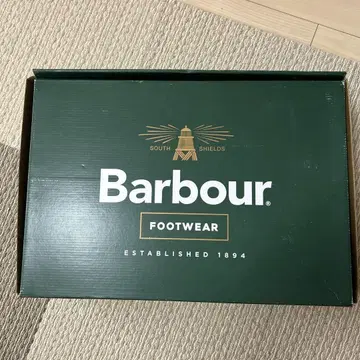 SOUTH SHIELDS
Barbour®
FOOTWEAR
ESTABLISHED 1894